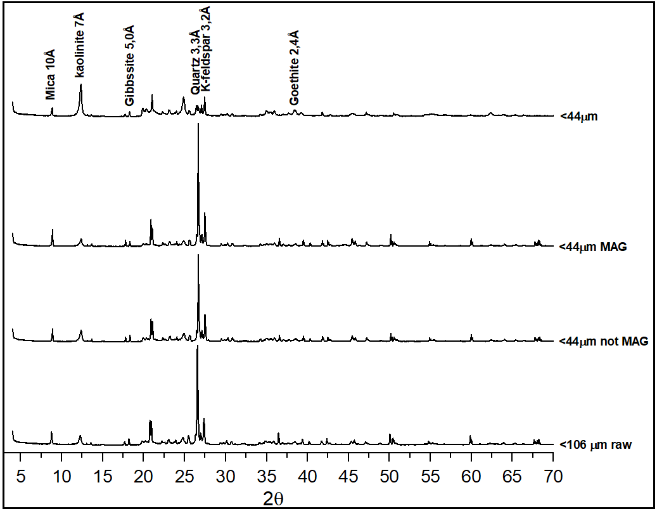 Mica 10Å
kaolinite 7Å
Gibbssite 5,0Å
Quartz 3,3Å
K-feldspar 3,2Å
Goethite 2,4Å
<44μm
<44μm MAG
<44μm not MAG
<106 μm raw
5 10 15 20 25 30 35 40 45 50 55 60 65 70
2θ